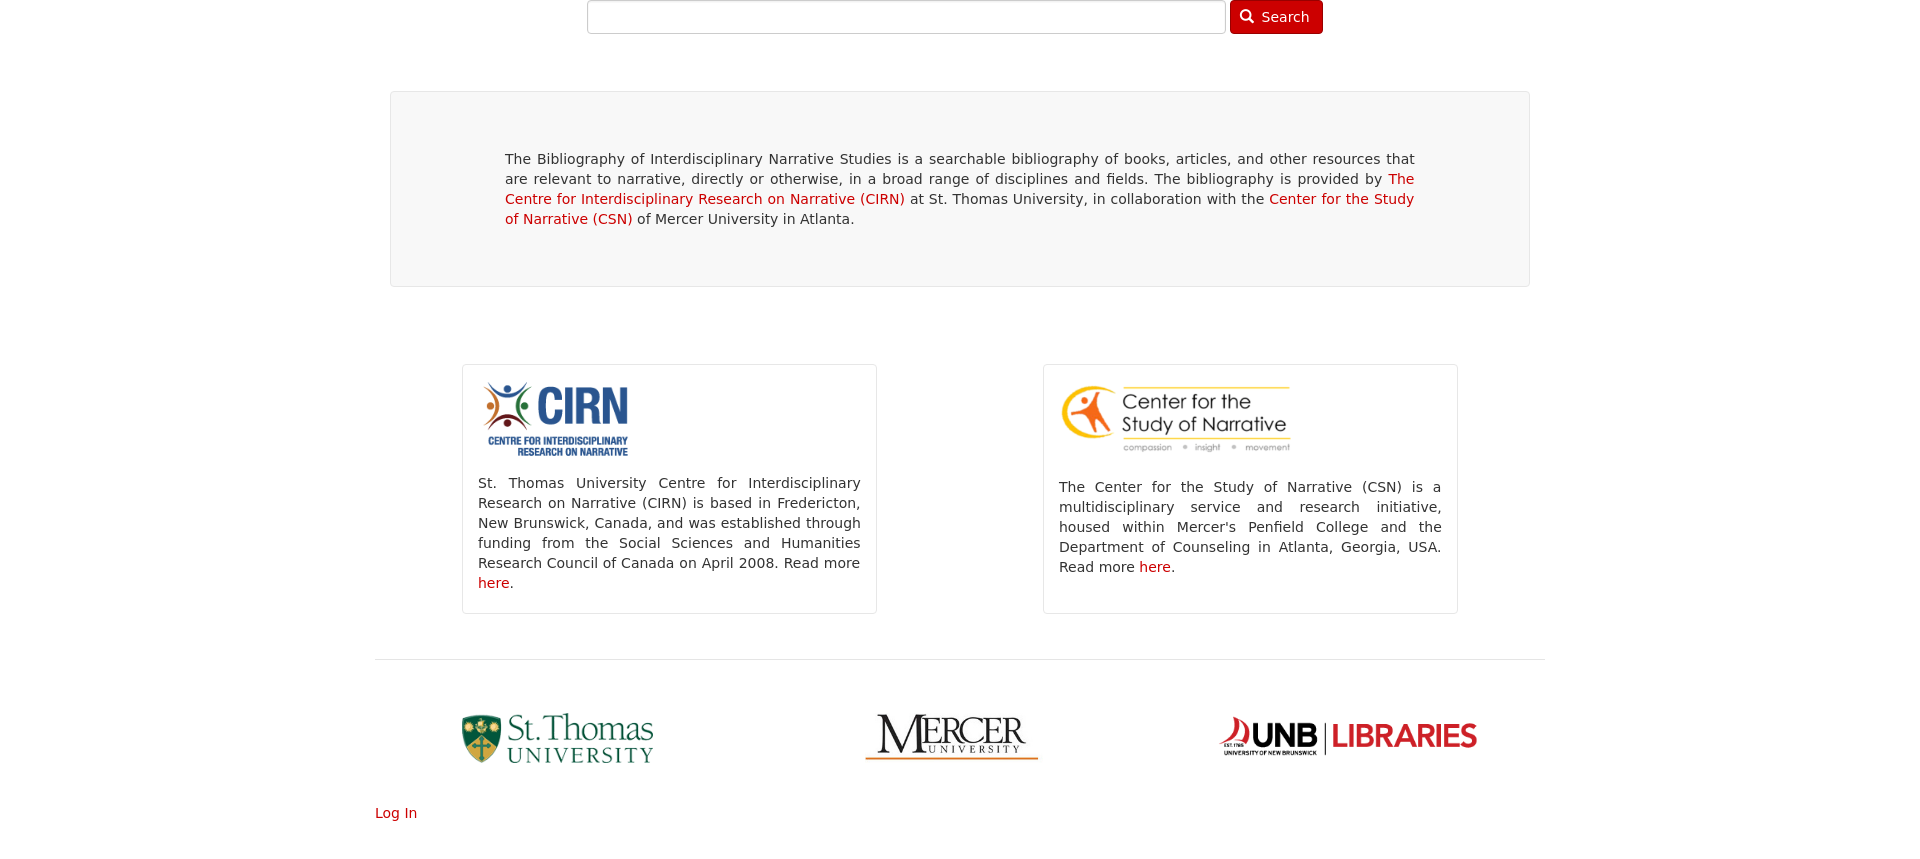 Search
The Bibliography of Interdisciplinary Narrative Studies is a searchable bibliography of books, articles, and other resources that
are relevant to narrative, directly or otherwise, in a broad range of disciplines and fields. The bibliography is provided by The
Centre for Interdisciplinary Research on Narrative (CIRN) at St. Thomas University, in collaboration with the Center for the Study
of Narrative (CSN) of Mercer University in Atlanta.
CIRN
CENTRE FOR INTERDISCIPLINARY
RESEARCH ON NARRATIVE
St. Thomas University Centre for Interdisciplinary
Research on Narrative (CIRN) is based in Fredericton,
New Brunswick, Canada, and was established through
funding from the Social Sciences and Humanities
Research Council of Canada on April 2008. Read more
here.
Center for the
Study of Narrative
compassion • insight • movement
The Center for the Study of Narrative (CSN) is a
multidisciplinary service and research initiative,
housed within Mercer's Penfield College and the
Department of Counseling in Atlanta, Georgia, USA.
Read more here.
St. Thomas
UNIVERSITY
MERCER
UNIVERSITY
EST. 1785 UNB LIBRARIES
UNIVERSITY OF NEW BRUNSWICK
Log In